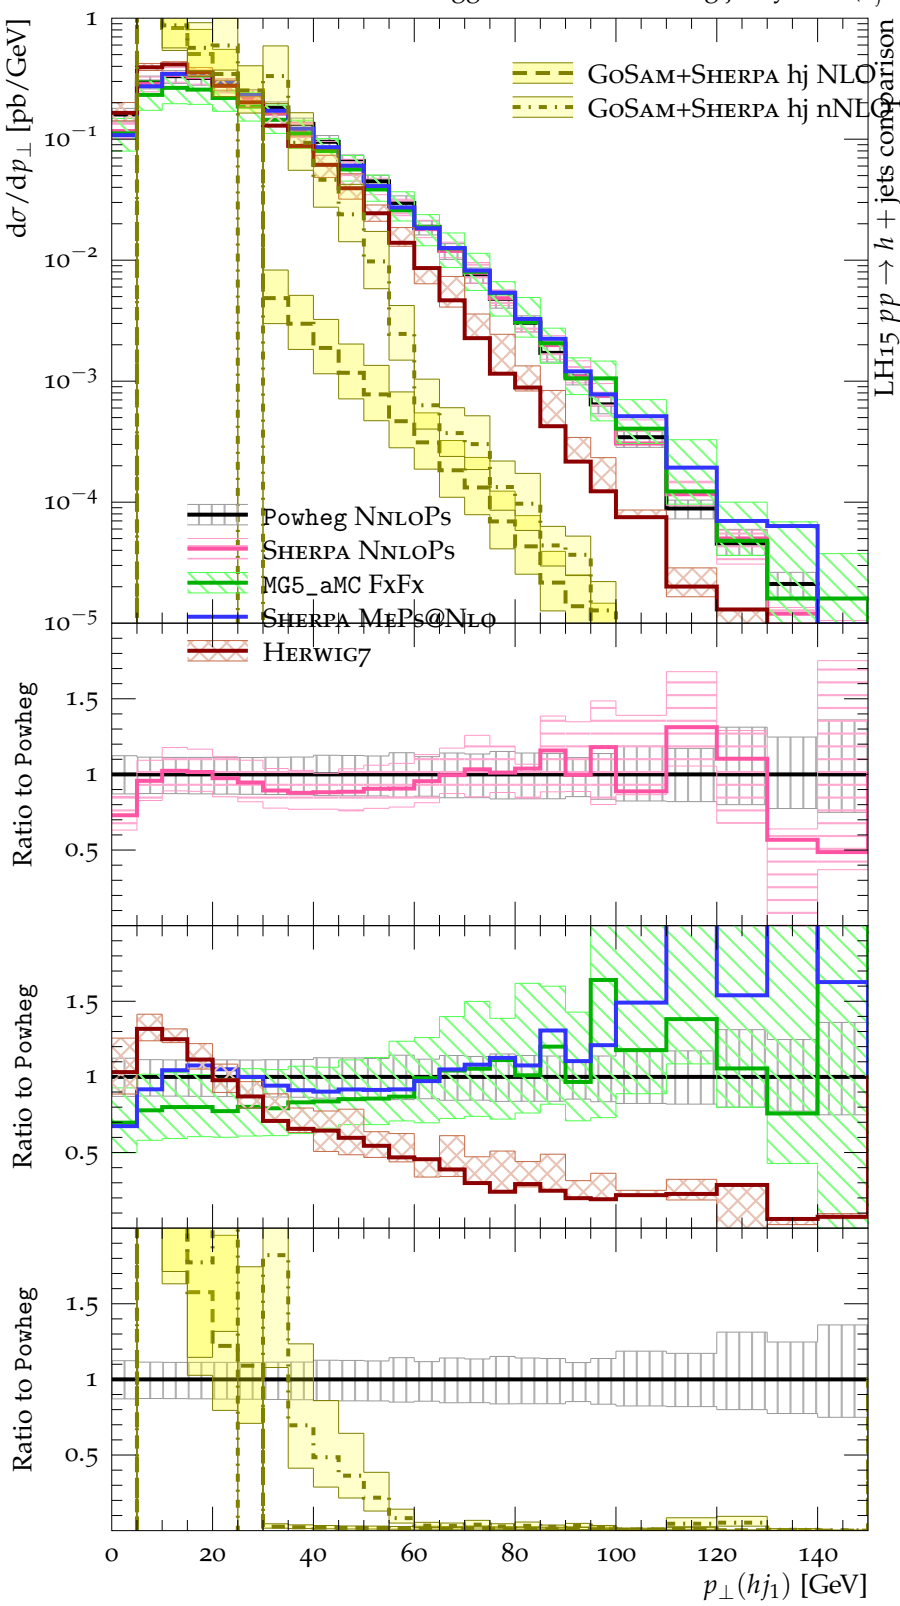 dσ/dp⊥ [pb/GeV]
1
10⁻¹
10⁻²
10⁻³
10⁻⁴
10⁻⁵
GoSam+Sherpa hj NLO
GoSam+Sherpa hj nNLO
LH15 pp → h + jets comparison
Powheg NnloPs
Sherpa NnloPs
MG5_aMC FxFx
Sherpa MePs@Nlo
Herwig7
Ratio to Powheg
1.5
1
0.5
Ratio to Powheg
1.5
1
0.5
Ratio to Powheg
1.5
1
0.5
0 20 40 60 80 100 120 140
p⊥(hj₁) [GeV]